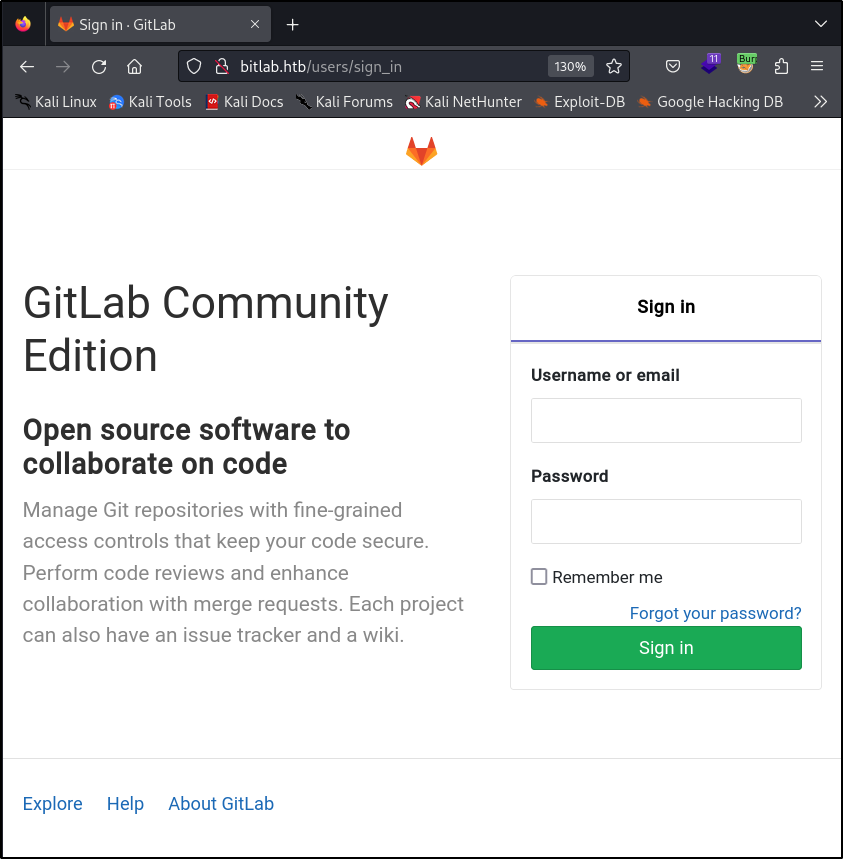 Sign in · GitLab
bitlab.htb/users/sign_in
130%
11
Bur
Kali Linux
Kali Tools
Kali Docs
Kali Forums
Kali NetHunter
Exploit-DB
Google Hacking DB
GitLab Community
Edition
Open source software to
collaborate on code
Manage Git repositories with fine-grained
access controls that keep your code secure.
Perform code reviews and enhance
collaboration with merge requests. Each project
can also have an issue tracker and a wiki.
Sign in
Username or email
Password
Remember me
Forgot your password?
Sign in
Explore
Help
About GitLab